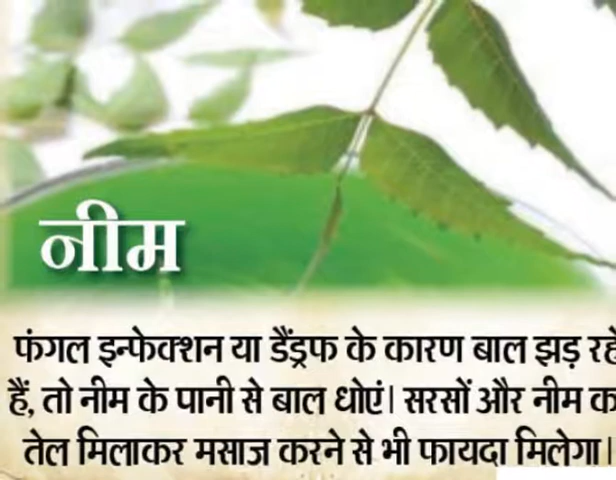 नीम
फंगल इन्फेक्शन या डैंड्रफ के कारण बाल झड़ रहे
हैं, तो नीम के पानी से बाल धोएं। सरसों और नीम का
तेल मिलाकर मसाज करने से भी फायदा मिलेगा।